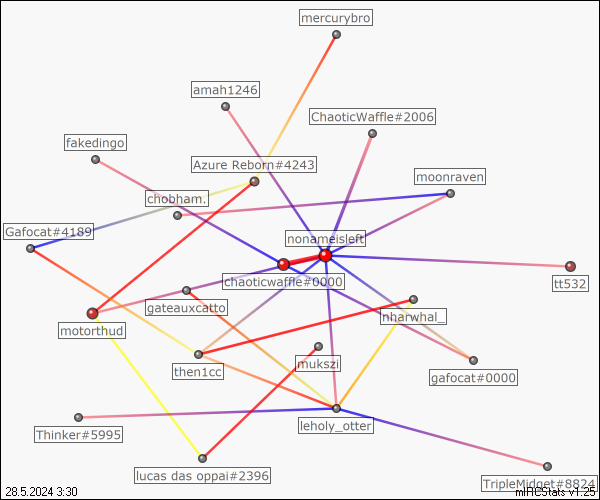 mercurybro
amah1246
ChaoticWaffle#2006
fakedingo
Azure Reborn#4243
moonraven
chobham.
Gafocat#4189
nonameisleft
chaoticwaffle#0000
tt532
gateauxcatto
nharwhal_
motorthud
mukszi
then1cc
gafocat#0000
leholy_otter
Thinker#5995
lucas das oppai#2396
TripleMidget#8824
28.5.2024 3:30
mIRCStats v1.25